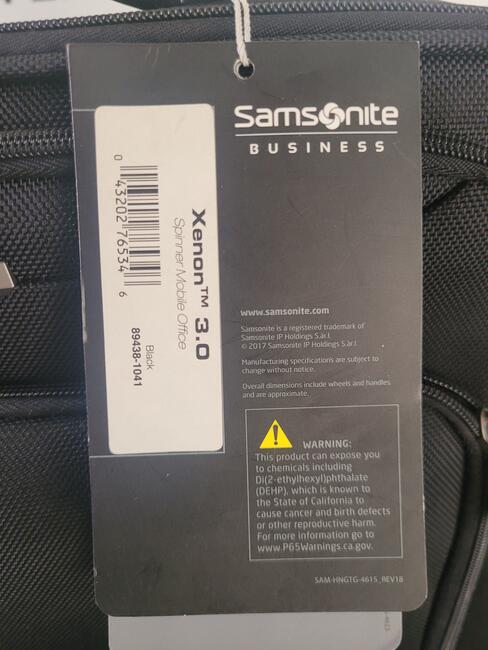 Samsonite
BUSINESS
Xenon™ 3.0
Spinner Mobile Office
0 43202 76534 6
Black
89438-1041
www.samsonite.com
Samsonite is a registered trademark of
Samsonite IP Holdings S.àr.l.
© 2017 Samsonite IP Holdings S.àr.l
Manufacturing specifications are subject to
change without notice.
Overall dimensions include wheels and handles
and are approximate.
WARNING:
This product can expose you
to chemicals including
Di(2-ethylhexyl)phthalate
(DEHP), which is known to
the State of California to
cause cancer and birth defects
or other reproductive harm.
For more information go to
www.P65Warnings.ca.gov.
SAM-HNGTG-4615_REV18